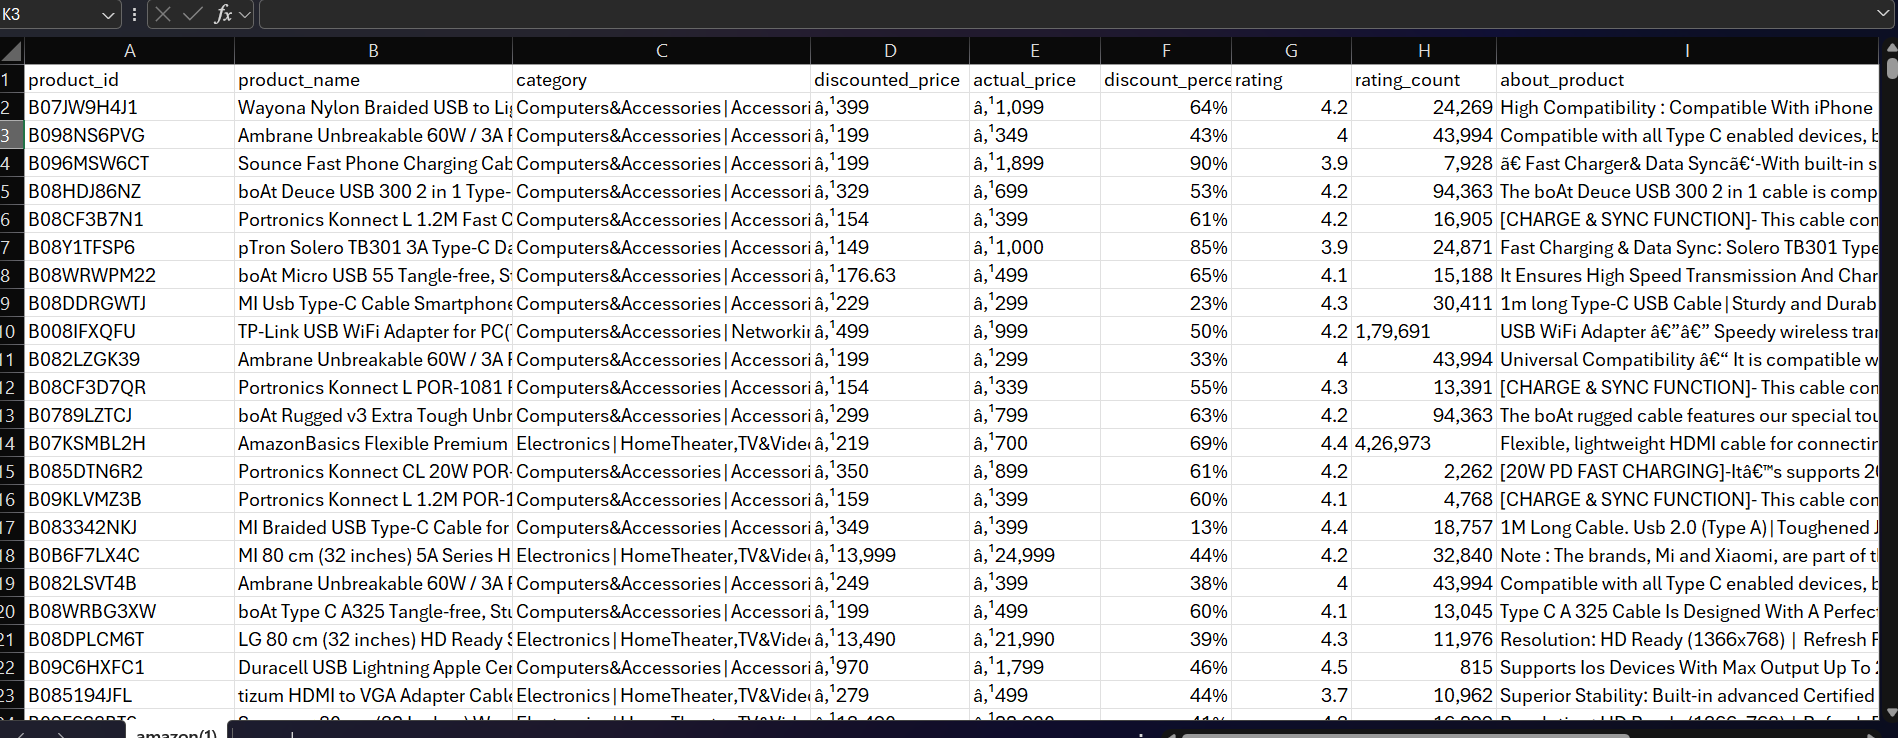 K3 fx
A B C D E F G H I
1 product_id product_name category discounted_price actual_price discount_perce rating rating_count about_product
2 B07JW9H4J1 Wayona Nylon Braided USB to Lig Computers&Accessories|Accessori â‚¹399 â‚¹1,099 64% 4.2 24,269 High Compatibility : Compatible With iPhone
3 B098NS6PVG Ambrane Unbreakable 60W / 3A F Computers&Accessories|Accessori â‚¹199 â‚¹349 43% 4 43,994 Compatible with all Type C enabled devices, b
4 B096MSW6CT Sounce Fast Phone Charging Cab Computers&Accessories|Accessori â‚¹199 â‚¹1,899 90% 3.9 7,928 ã€ Fast Charger& Data Syncã€‘-With built-in s
5 B08HDJ86NZ boAt Deuce USB 300 2 in 1 Type- Computers&Accessories|Accessori â‚¹329 â‚¹699 53% 4.2 94,363 The boAt Deuce USB 300 2 in 1 cable is comp
6 B08CF3B7N1 Portronics Konnect L 1.2M Fast C Computers&Accessories|Accessori â‚¹154 â‚¹399 61% 4.2 16,905 [CHARGE & SYNC FUNCTION]- This cable con
7 B08Y1TFSP6 pTron Solero TB301 3A Type-C Da Computers&Accessories|Accessori â‚¹149 â‚¹1,000 85% 3.9 24,871 Fast Charging & Data Sync: Solero TB301 Type
8 B08WRWPM22 boAt Micro USB 55 Tangle-free, St Computers&Accessories|Accessori â‚¹176.63 â‚¹499 65% 4.1 15,188 It Ensures High Speed Transmission And Char
9 B08DDRGWTJ MI Usb Type-C Cable Smartphone Computers&Accessories|Accessori â‚¹229 â‚¹299 23% 4.3 30,411 1m long Type-C USB Cable|Sturdy and Durab
10 B008IFXQFU TP-Link USB WiFi Adapter for PC( Computers&Accessories|Networkin â‚¹499 â‚¹999 50% 4.2 1,79,691 USB WiFi Adapter â€”â€” Speedy wireless tran
11 B082LZGK39 Ambrane Unbreakable 60W / 3A F Computers&Accessories|Accessori â‚¹199 â‚¹299 33% 4 43,994 Universal Compatibility â€“ It is compatible w
12 B08CF3D7QR Portronics Konnect L POR-1081 F Computers&Accessories|Accessori â‚¹154 â‚¹339 55% 4.3 13,391 [CHARGE & SYNC FUNCTION]- This cable con
13 B0789LZTCJ boAt Rugged v3 Extra Tough Unbr Computers&Accessories|Accessori â‚¹299 â‚¹799 63% 4.2 94,363 The boAt rugged cable features our special tou
14 B07KSMBL2H AmazonBasics Flexible Premium Electronics|HomeTheater,TV&Vide â‚¹219 â‚¹700 69% 4.4 4,26,973 Flexible, lightweight HDMI cable for connectin
15 B085DTN6R2 Portronics Konnect CL 20W POR- Computers&Accessories|Accessori â‚¹350 â‚¹899 61% 4.2 2,262 [20W PD FAST CHARGING]-Itâ€™s supports 20
16 B09KLVMZ3B Portronics Konnect L 1.2M POR-1 Computers&Accessories|Accessori â‚¹159 â‚¹399 60% 4.1 4,768 [CHARGE & SYNC FUNCTION]- This cable con
17 B083342NKJ MI Braided USB Type-C Cable for Computers&Accessories|Accessori â‚¹349 â‚¹399 13% 4.4 18,757 1M Long Cable. Usb 2.0 (Type A)|Toughened J
18 B0B6F7LX4C MI 80 cm (32 inches) 5A Series H Electronics|HomeTheater,TV&Vide â‚¹13,999 â‚¹24,999 44% 4.2 32,840 Note : The brands, Mi and Xiaomi, are part of t
19 B082LSVT4B Ambrane Unbreakable 60W / 3A F Computers&Accessories|Accessori â‚¹249 â‚¹399 38% 4 43,994 Compatible with all Type C enabled devices, b
20 B08WRBG3XW boAt Type C A325 Tangle-free, Stu Computers&Accessories|Accessori â‚¹199 â‚¹499 60% 4.1 13,045 Type C A 325 Cable Is Designed With A Perfec
21 B08DPLCM6T LG 80 cm (32 inches) HD Ready S Electronics|HomeTheater,TV&Vide â‚¹13,490 â‚¹21,990 39% 4.3 11,976 Resolution: HD Ready (1366x768) | Refresh F
22 B09C6HXFC1 Duracell USB Lightning Apple Cer Computers&Accessories|Accessori â‚¹970 â‚¹1,799 46% 4.5 815 Supports Ios Devices With Max Output Up To 2
23 B085194JFL tizum HDMI to VGA Adapter Cable Electronics|HomeTheater,TV&Vide â‚¹279 â‚¹499 44% 3.7 10,962 Superior Stability: Built-in advanced Certified
amazon(1)